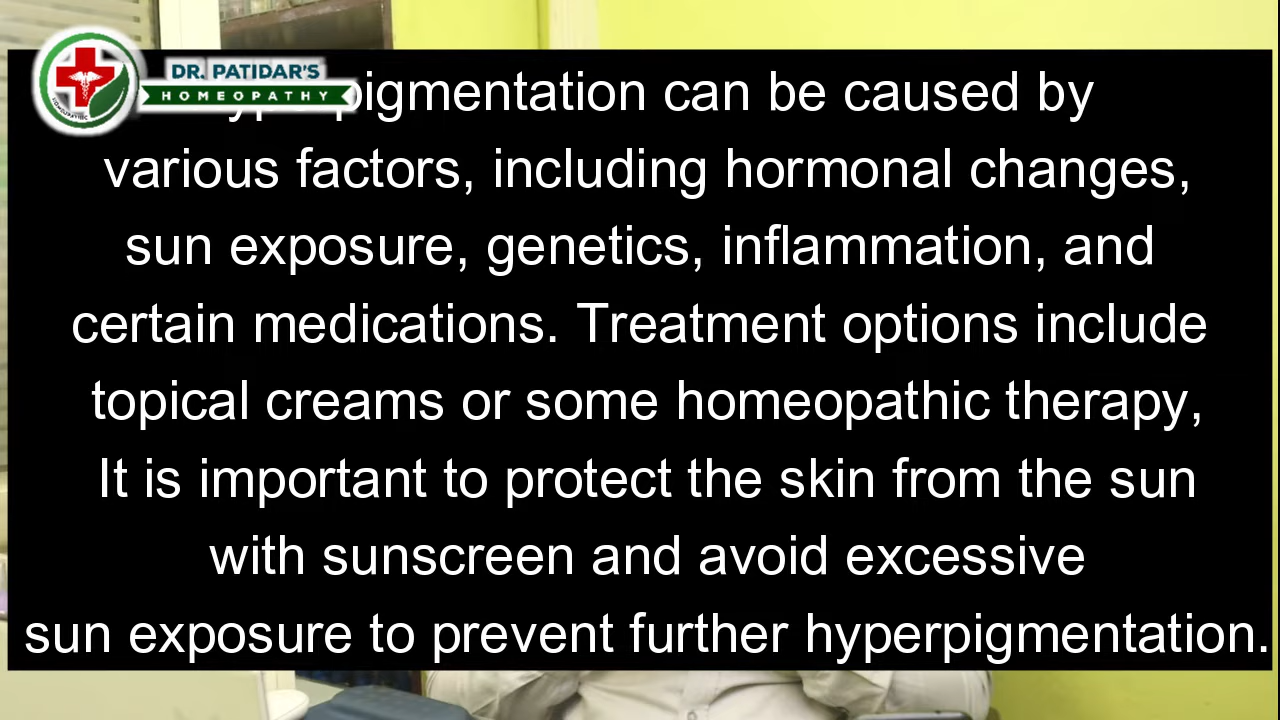 DR. PATIDAR'S
HOMEOPATHY
pigmentation can be caused by
various factors, including hormonal changes,
sun exposure, genetics, inflammation, and
certain medications. Treatment options include
topical creams or some homeopathic therapy,
It is important to protect the skin from the sun
with sunscreen and avoid excessive
sun exposure to prevent further hyperpigmentation.